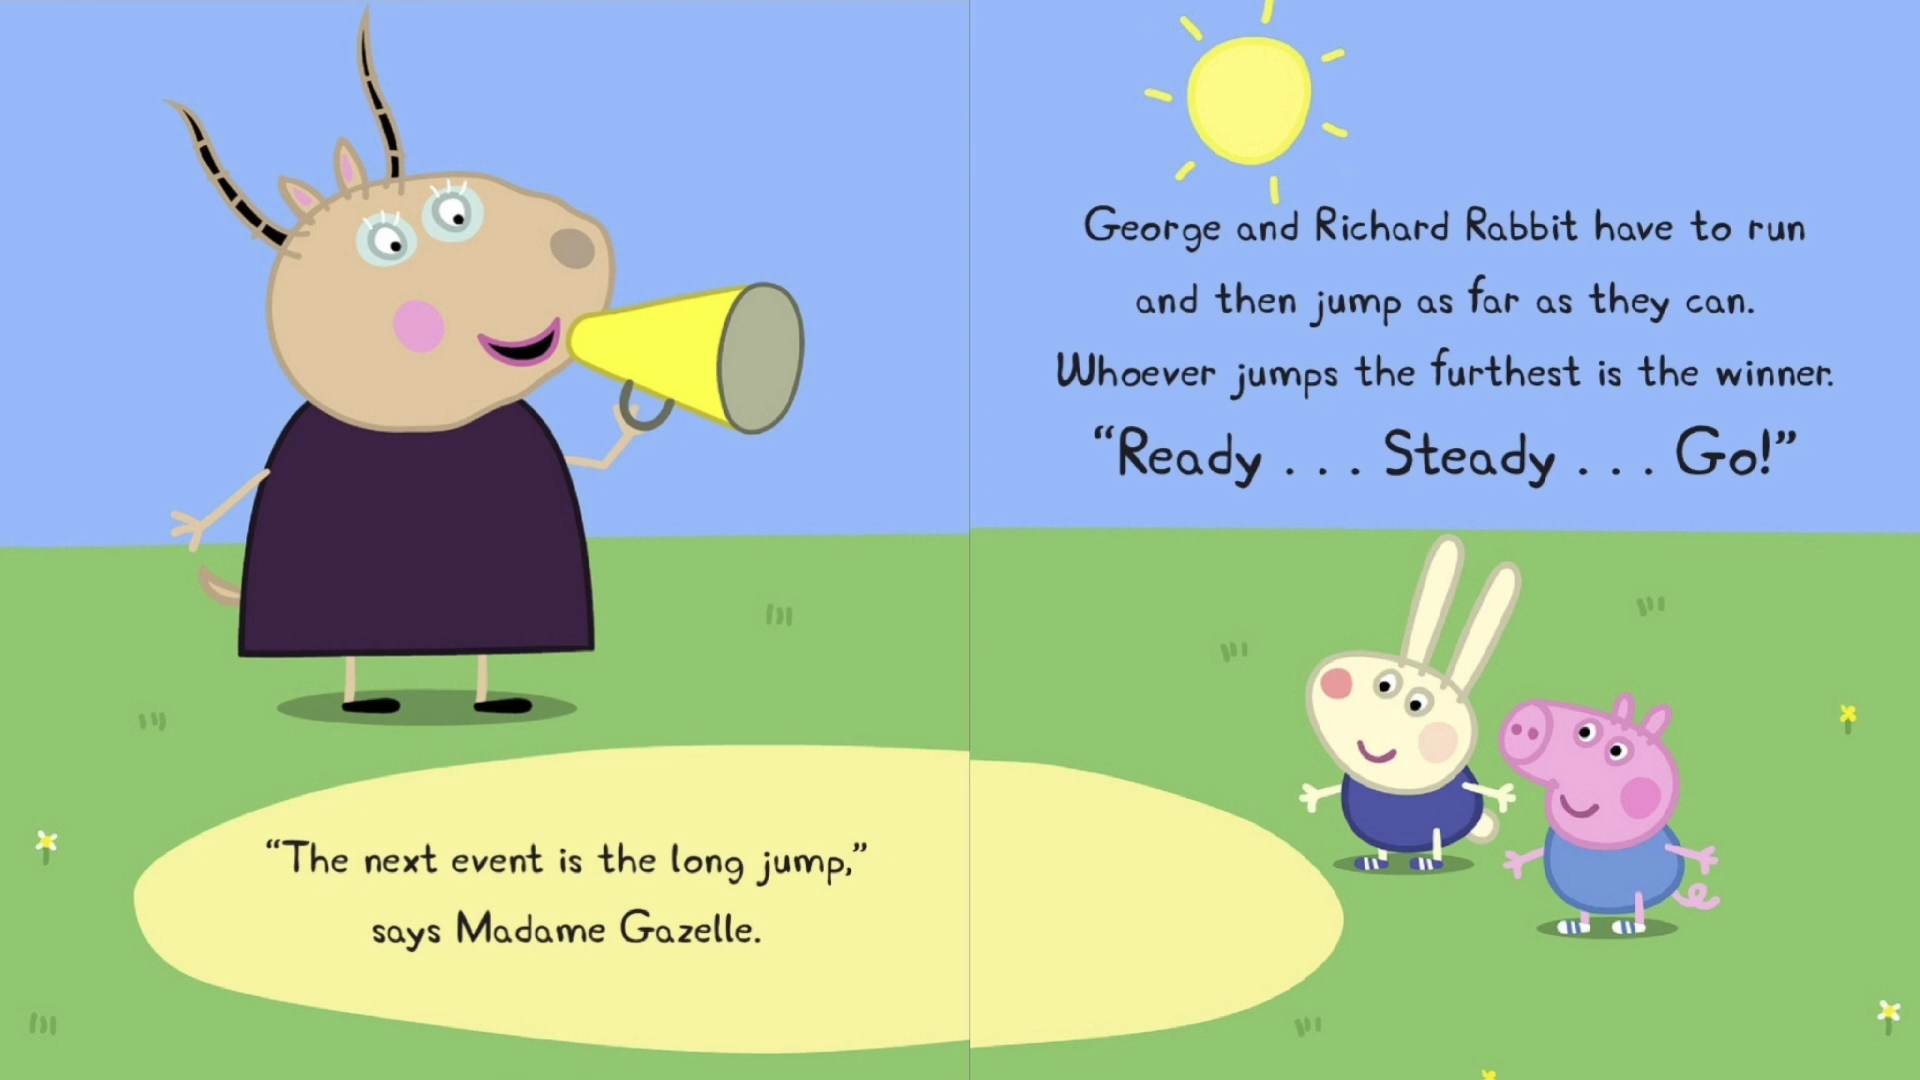 “The next event is the long jump,”
says Madame Gazelle.
George and Richard Rabbit have to run
and then jump as far as they can.
Whoever jumps the furthest is the winner.
“Ready . . . Steady . . . Go!”